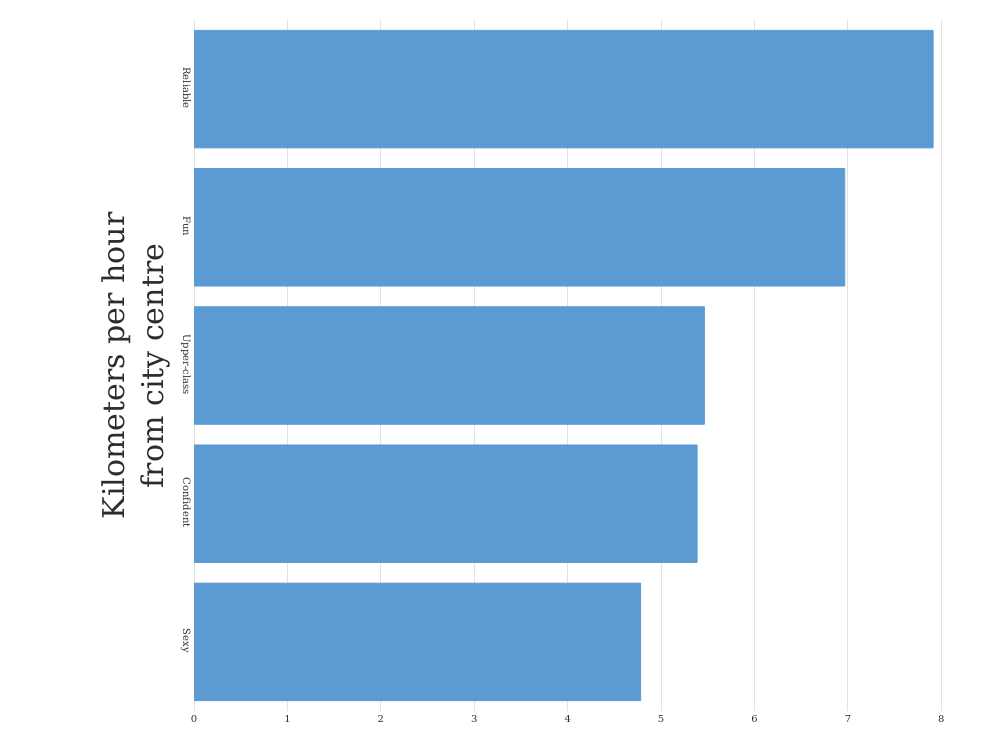 Kilometers per hour
from city centre
Reliable
Fun
Upper-class
Confident
Sexy
0 1 2 3 4 5 6 7 8